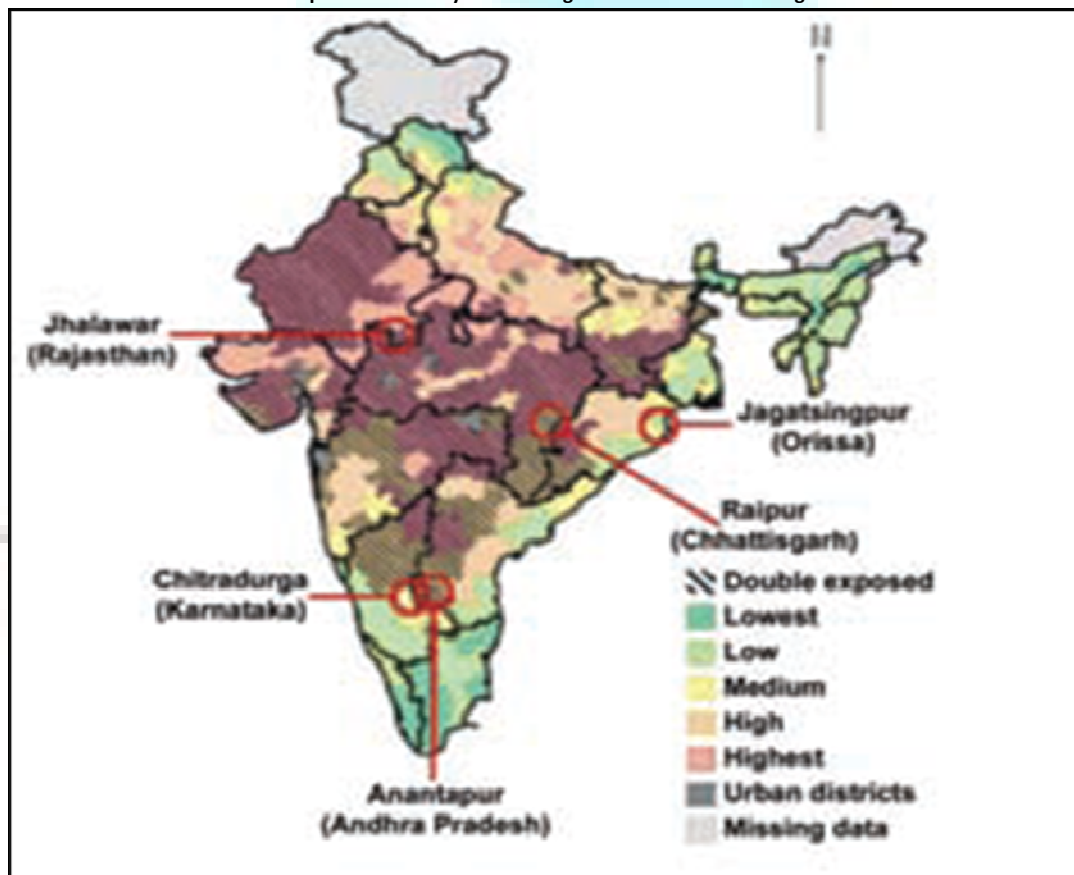 Jhalawar
(Rajasthan)
Jagatsingpur
(Orissa)
Raipur
(Chhattisgarh)
Chitradurga
(Karnataka)
Anantapur
(Andhra Pradesh)
Double exposed
Lowest
Low
Medium
High
Highest
Urban districts
Missing data